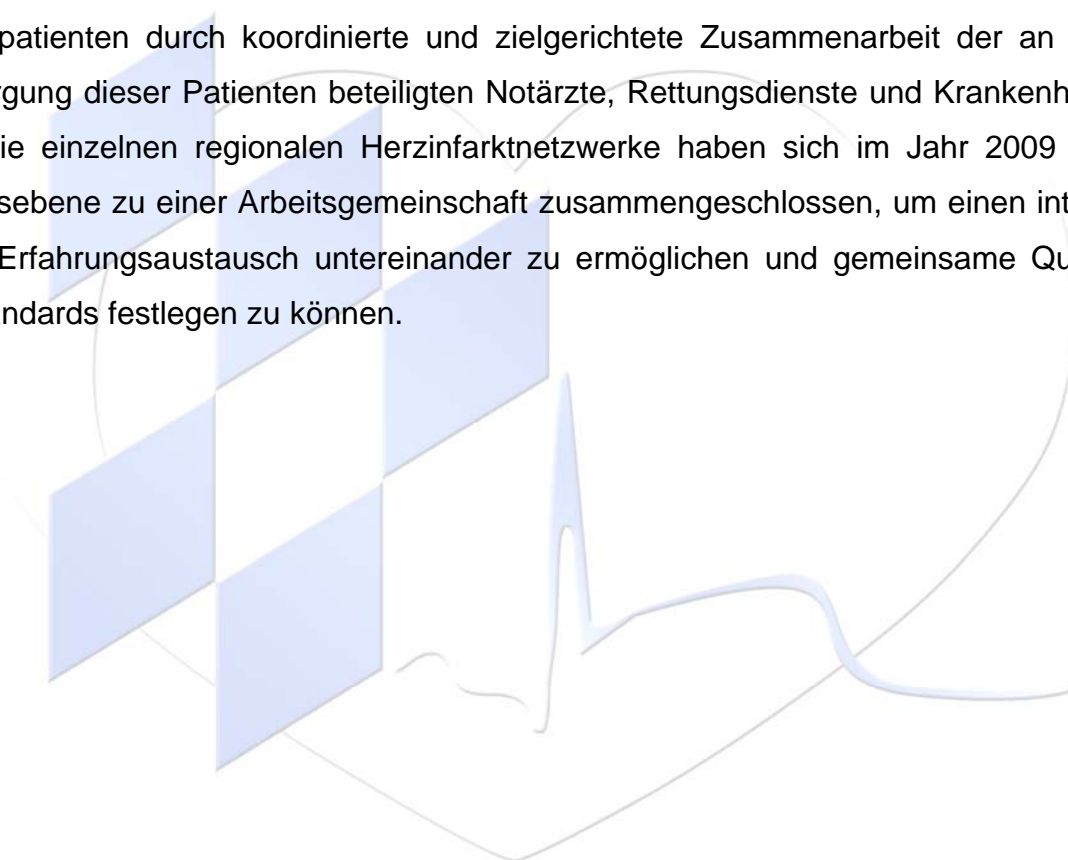 patienten durch koordinierte und zielgerichtete Zusammenarbeit der an
rgung dieser Patienten beteiligten Notärzte, Rettungsdienste und Krankenh
ie einzelnen regionalen Herzinfarktnetzwerke haben sich im Jahr 2009
sebene zu einer Arbeitsgemeinschaft zusammengeschlossen, um einen int
Erfahrungsaustausch untereinander zu ermöglichen und gemeinsame Qu
ndards festlegen zu können.